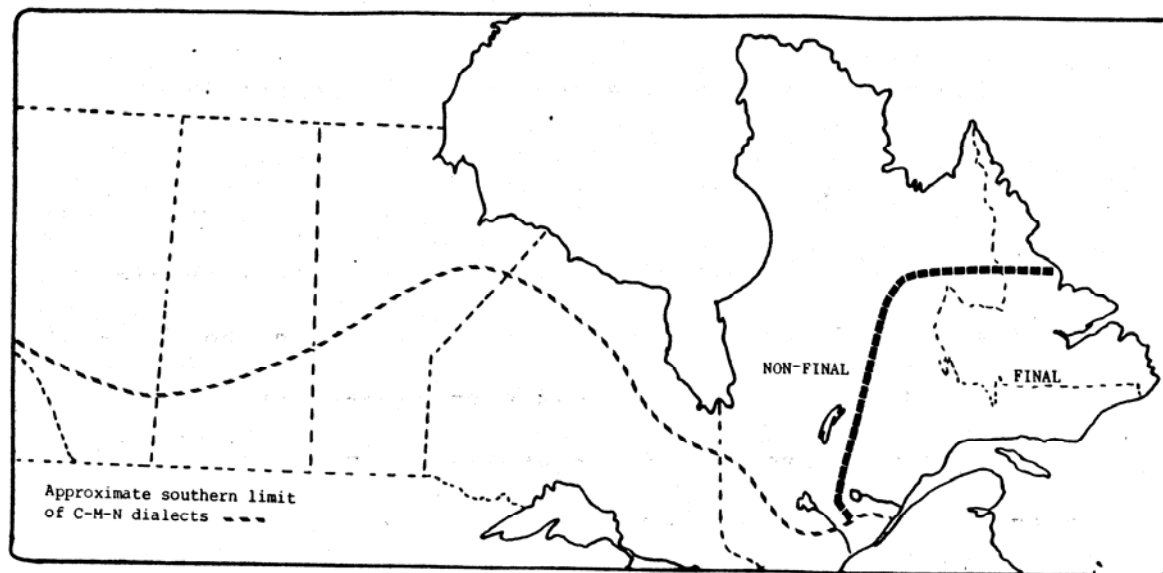 NON-FINAL
FINAL
Approximate southern limit
of C-M-N dialects